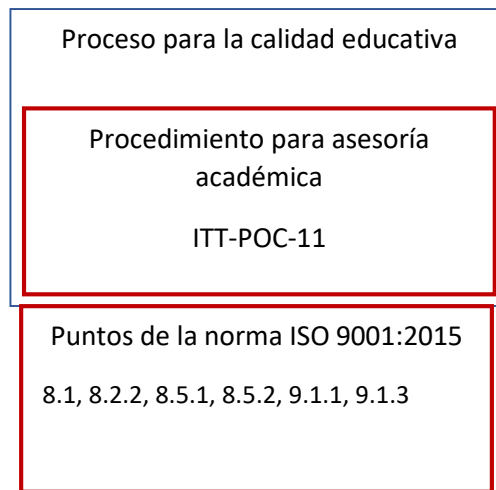 Proceso para la calidad educativa
Procedimiento para asesoría
académica
ITT-POC-11
Puntos de la norma ISO 9001:2015
8.1, 8.2.2, 8.5.1, 8.5.2, 9.1.1, 9.1.3